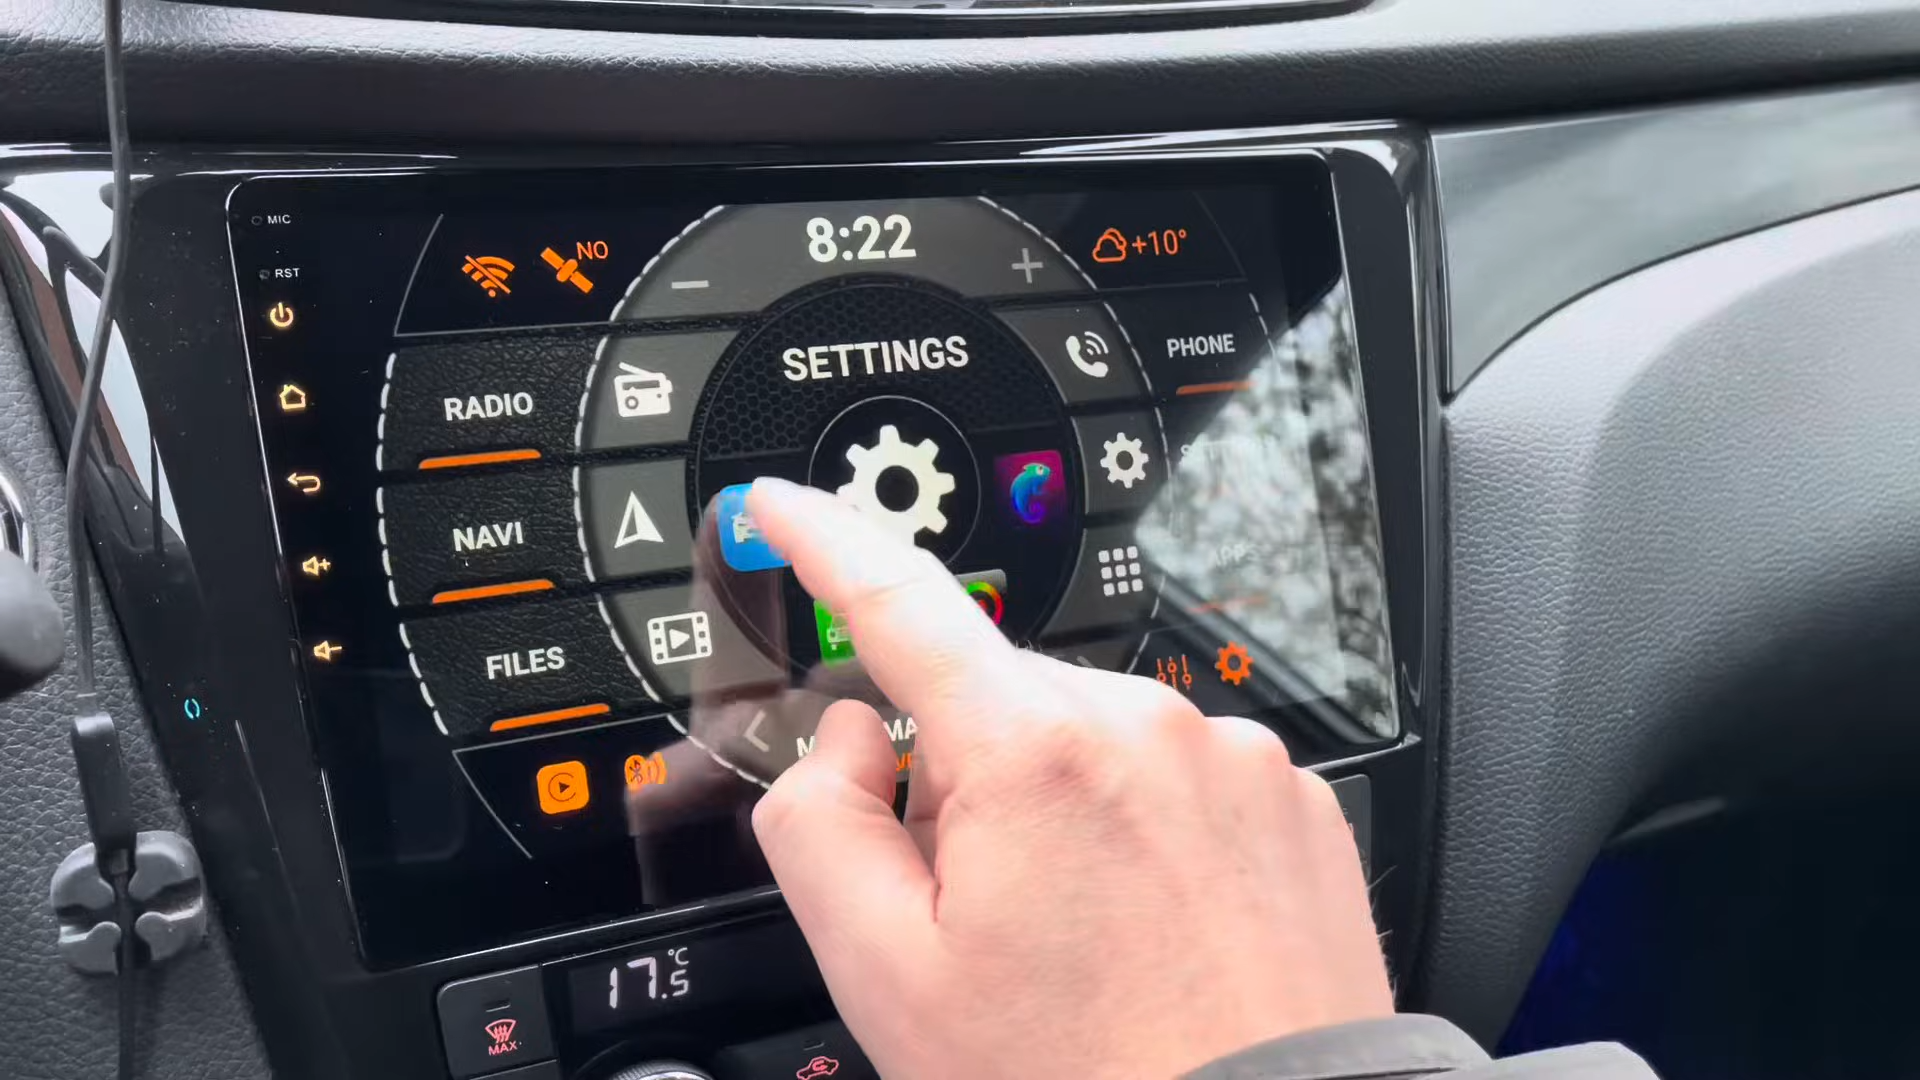 MIC
RST
NO
8:22
+10°
SETTINGS
PHONE
RADIO
NAVI
APPS
FILES
17.5 °C
MAX